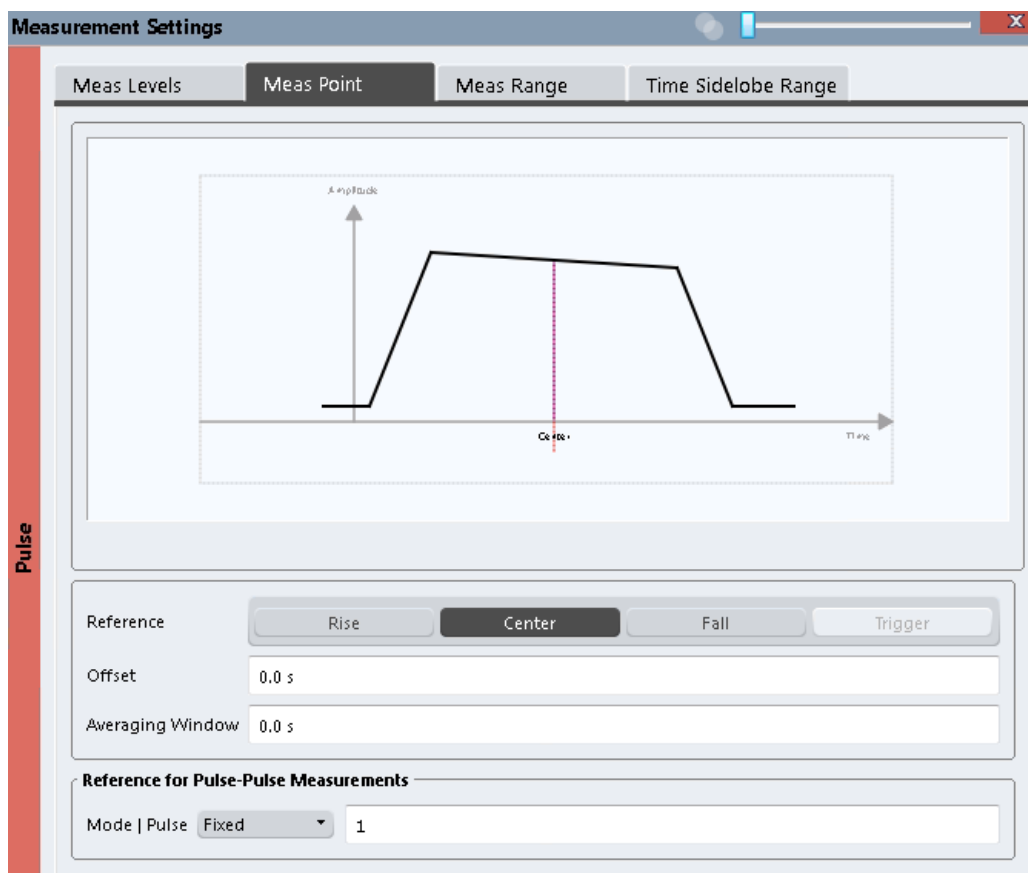 Measurement Settings
Meas Levels
Meas Point
Meas Range
Time Sidelobe Range
Amplitude
Center
Time
Pulse
Reference
Rise
Center
Fall
Trigger
Offset
0.0 s
Averaging Window
0.0 s
Reference for Pulse-Pulse Measurements
Mode | Pulse
Fixed
1